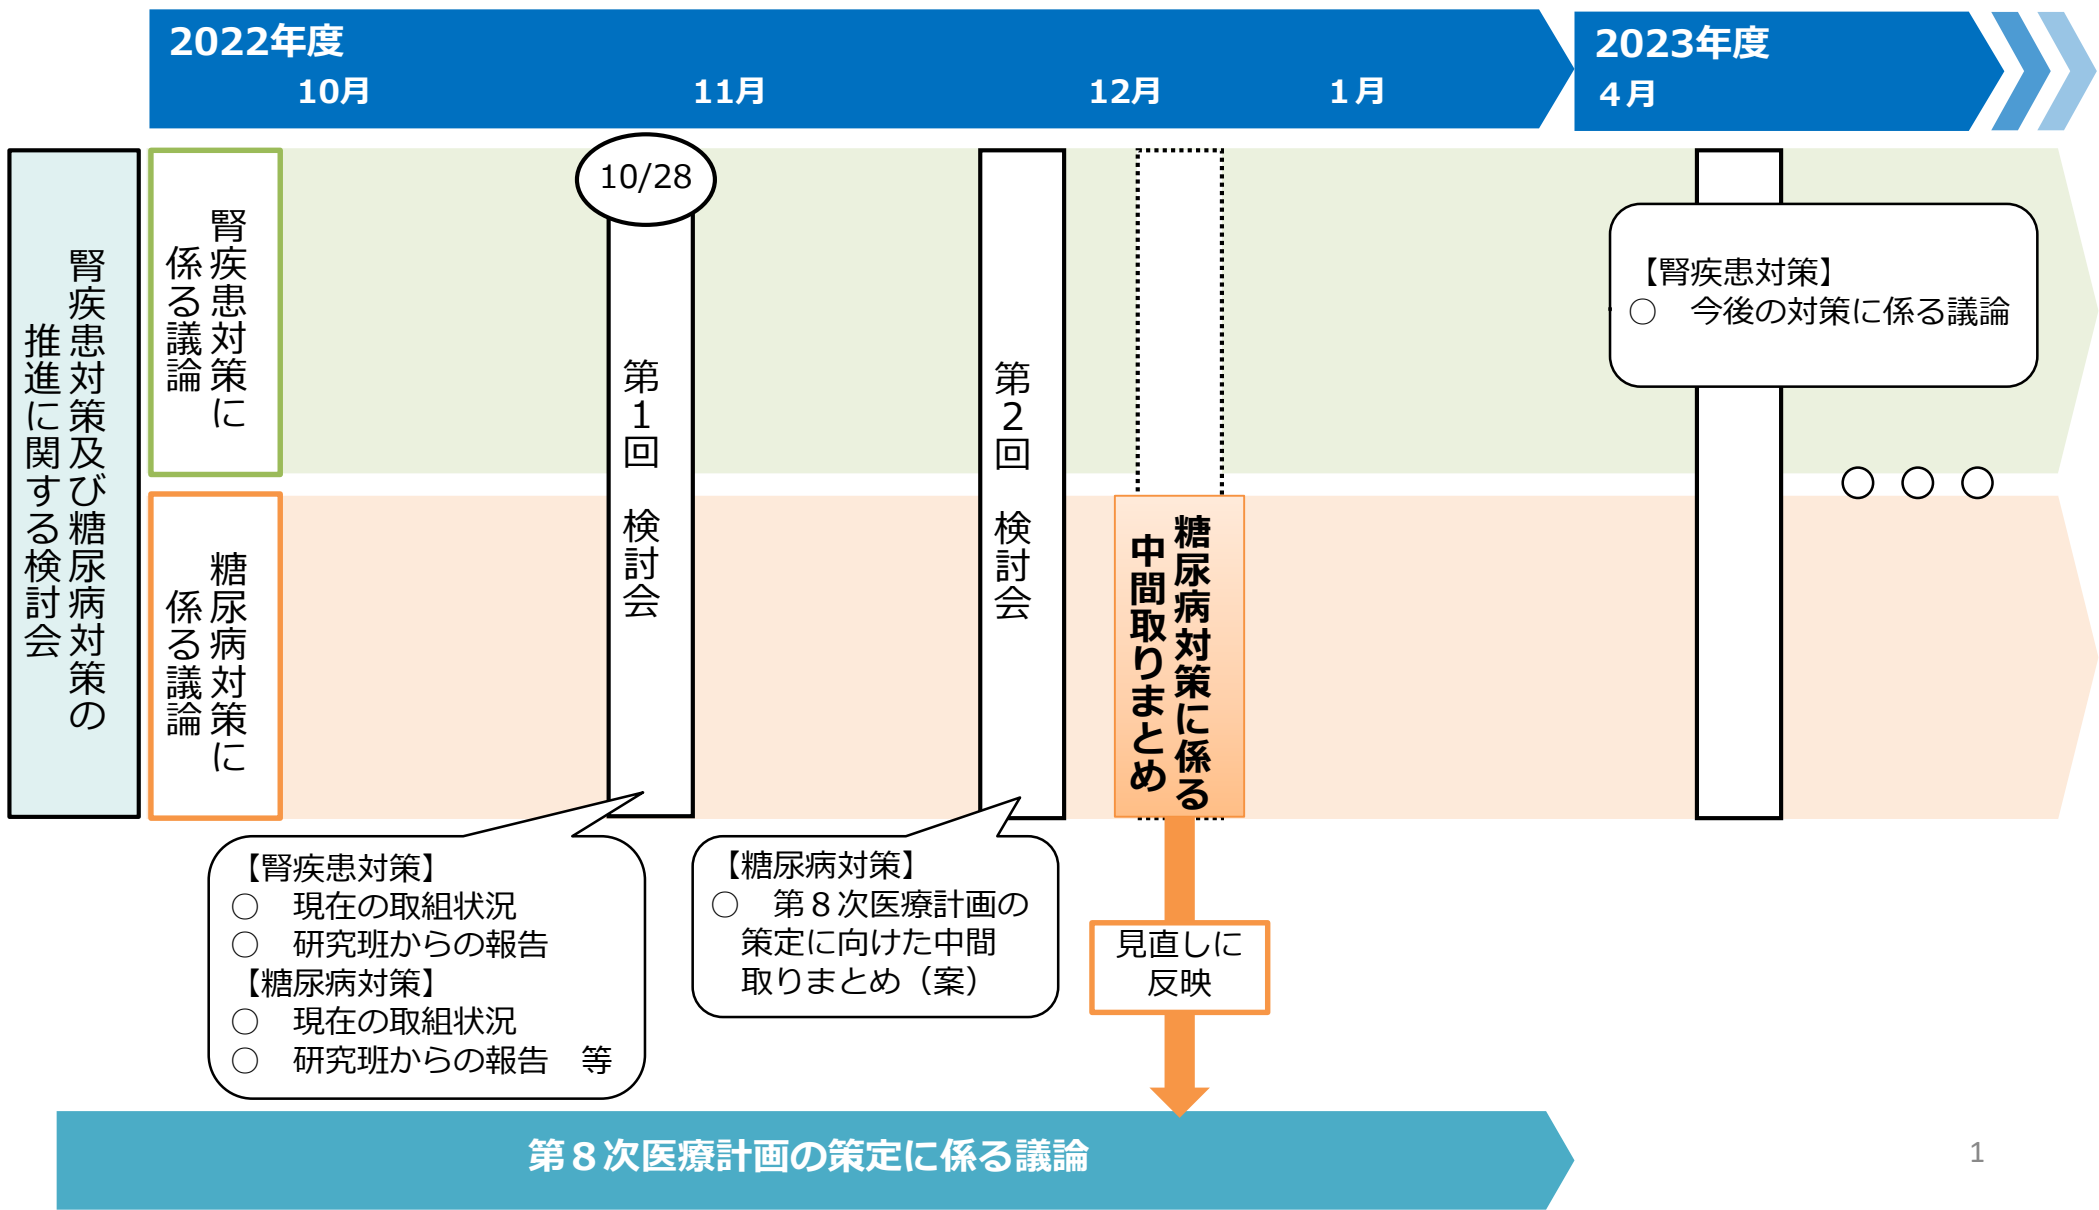 2022年度
10月
11月
12月
１月
2023年度
４月
腎疾患対策及び糖尿病対策の
推進に関する検討会
腎疾患対策に
係る議論
糖尿病対策に
係る議論
10/28
第１回　検討会
第２回　検討会
糖尿病対策に係る
中間取りまとめ
【腎疾患対策】
○　今後の対策に係る議論
○○○
【腎疾患対策】
○　現在の取組状況
○　研究班からの報告
【糖尿病対策】
○　現在の取組状況
○　研究班からの報告　等
【糖尿病対策】
○　第８次医療計画の
策定に向けた中間
取りまとめ（案）
見直しに
反映
第８次医療計画の策定に係る議論
1